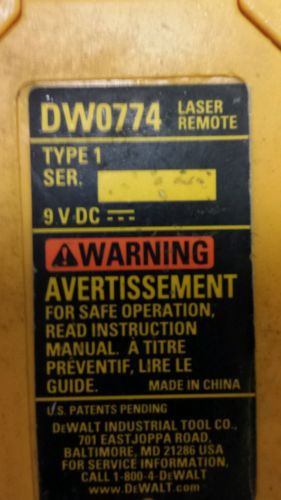 DW0774 LASER REMOTE
TYPE 1
SER.
9 V DC ⎓
WARNING
AVERTISSEMENT
FOR SAFE OPERATION,
READ INSTRUCTION
MANUAL. À TITRE
PRÉVENTIF, LIRE LE
GUIDE. MADE IN CHINA
U.S. PATENTS PENDING
DEWALT INDUSTRIAL TOOL CO.,
701 EASTJOPPA ROAD,
BALTIMORE, MD 21286 USA
FOR SERVICE INFORMATION,
CALL 1-800-4-DEWALT
www.DEWALT.com